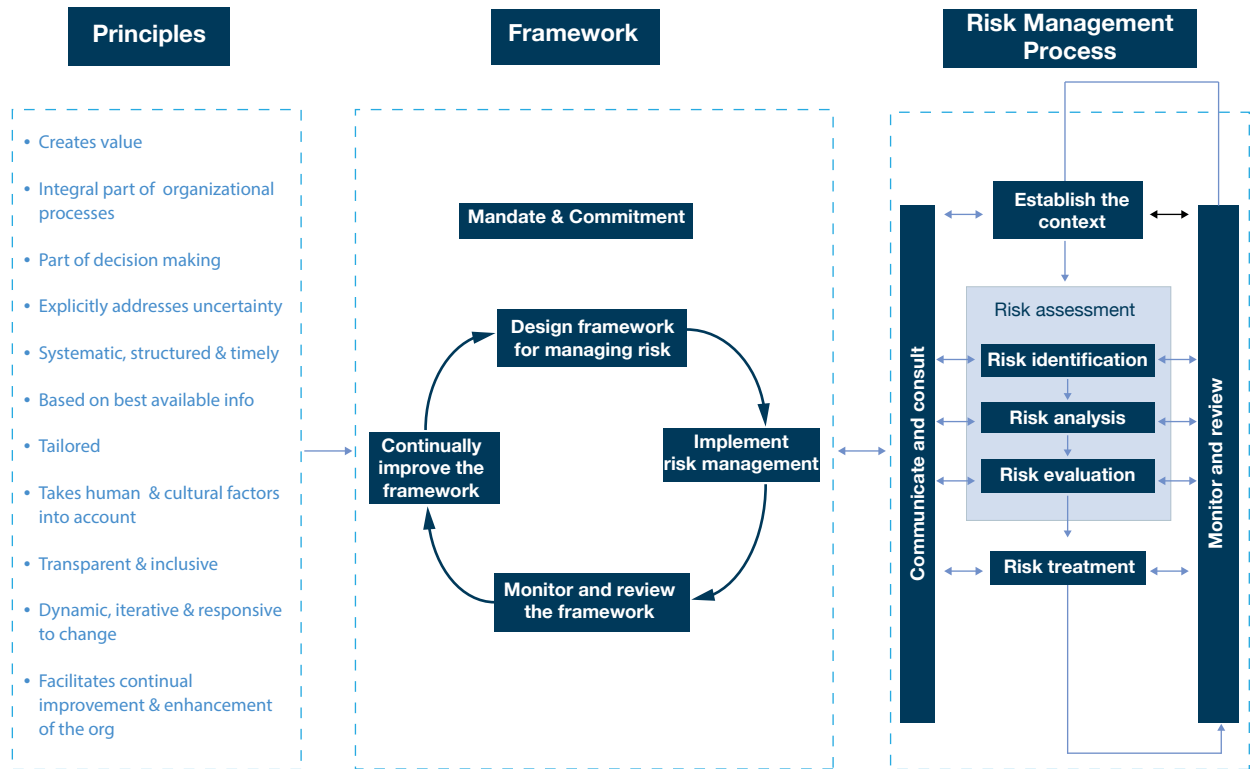 Principles
• Creates value
• Integral part of organizational
processes
• Part of decision making
• Explicitly addresses uncertainty
• Systematic, structured & timely
• Based on best available info
• Tailored
• Takes human & cultural factors
into account
• Transparent & inclusive
• Dynamic, iterative & responsive
to change
• Facilitates continual
improvement & enhancement
of the org
Framework
Mandate & Commitment
Design framework
for managing risk
Implement
risk management
Monitor and review
the framework
Continually
improve the
framework
Risk Management
Process
Communicate and consult
Establish the
context
Risk assessment
Risk identification
Risk analysis
Risk evaluation
Risk treatment
Monitor and review